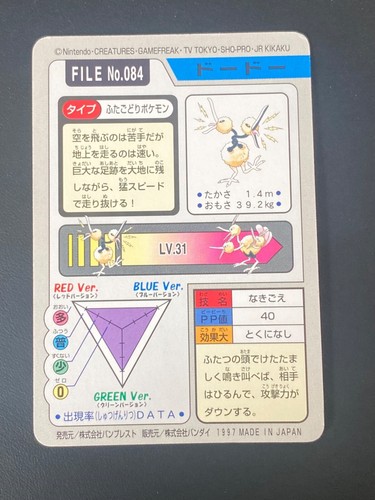 ©Nintendo・CREATURES・GAMEFREAK・TV TOKYO・SHO-PRO・JR KIKAKU
FILE No.084
ドードー
タイプ ふたごどりポケモン
空を飛ぶのは苦手だが
地上を走るのは速い。
巨大な足跡を大地に残
しながら、猛スピード
で走り抜ける!
●たかさ 1.4m●
●おもさ 39.2kg●
LV.31
RED Ver.
(レッドバージョン)
BLUE Ver.
(ブルーバージョン)
おおい
多
ふつう
普
すくない
少
ゼロ
0
GREEN Ver.
(グリーンバージョン)
●出現率(しゅつげんりつ)DATA●
技名 なきごえ
PP値 40
効果大 とくになし
ふたつの頭でけたたま
しく鳴き叫べば、相手
はひるんで、攻撃力が
ダウンする。
発売元/株式会社バンプレスト 販売元/株式会社バンダイ 1997 MADE IN JAPAN